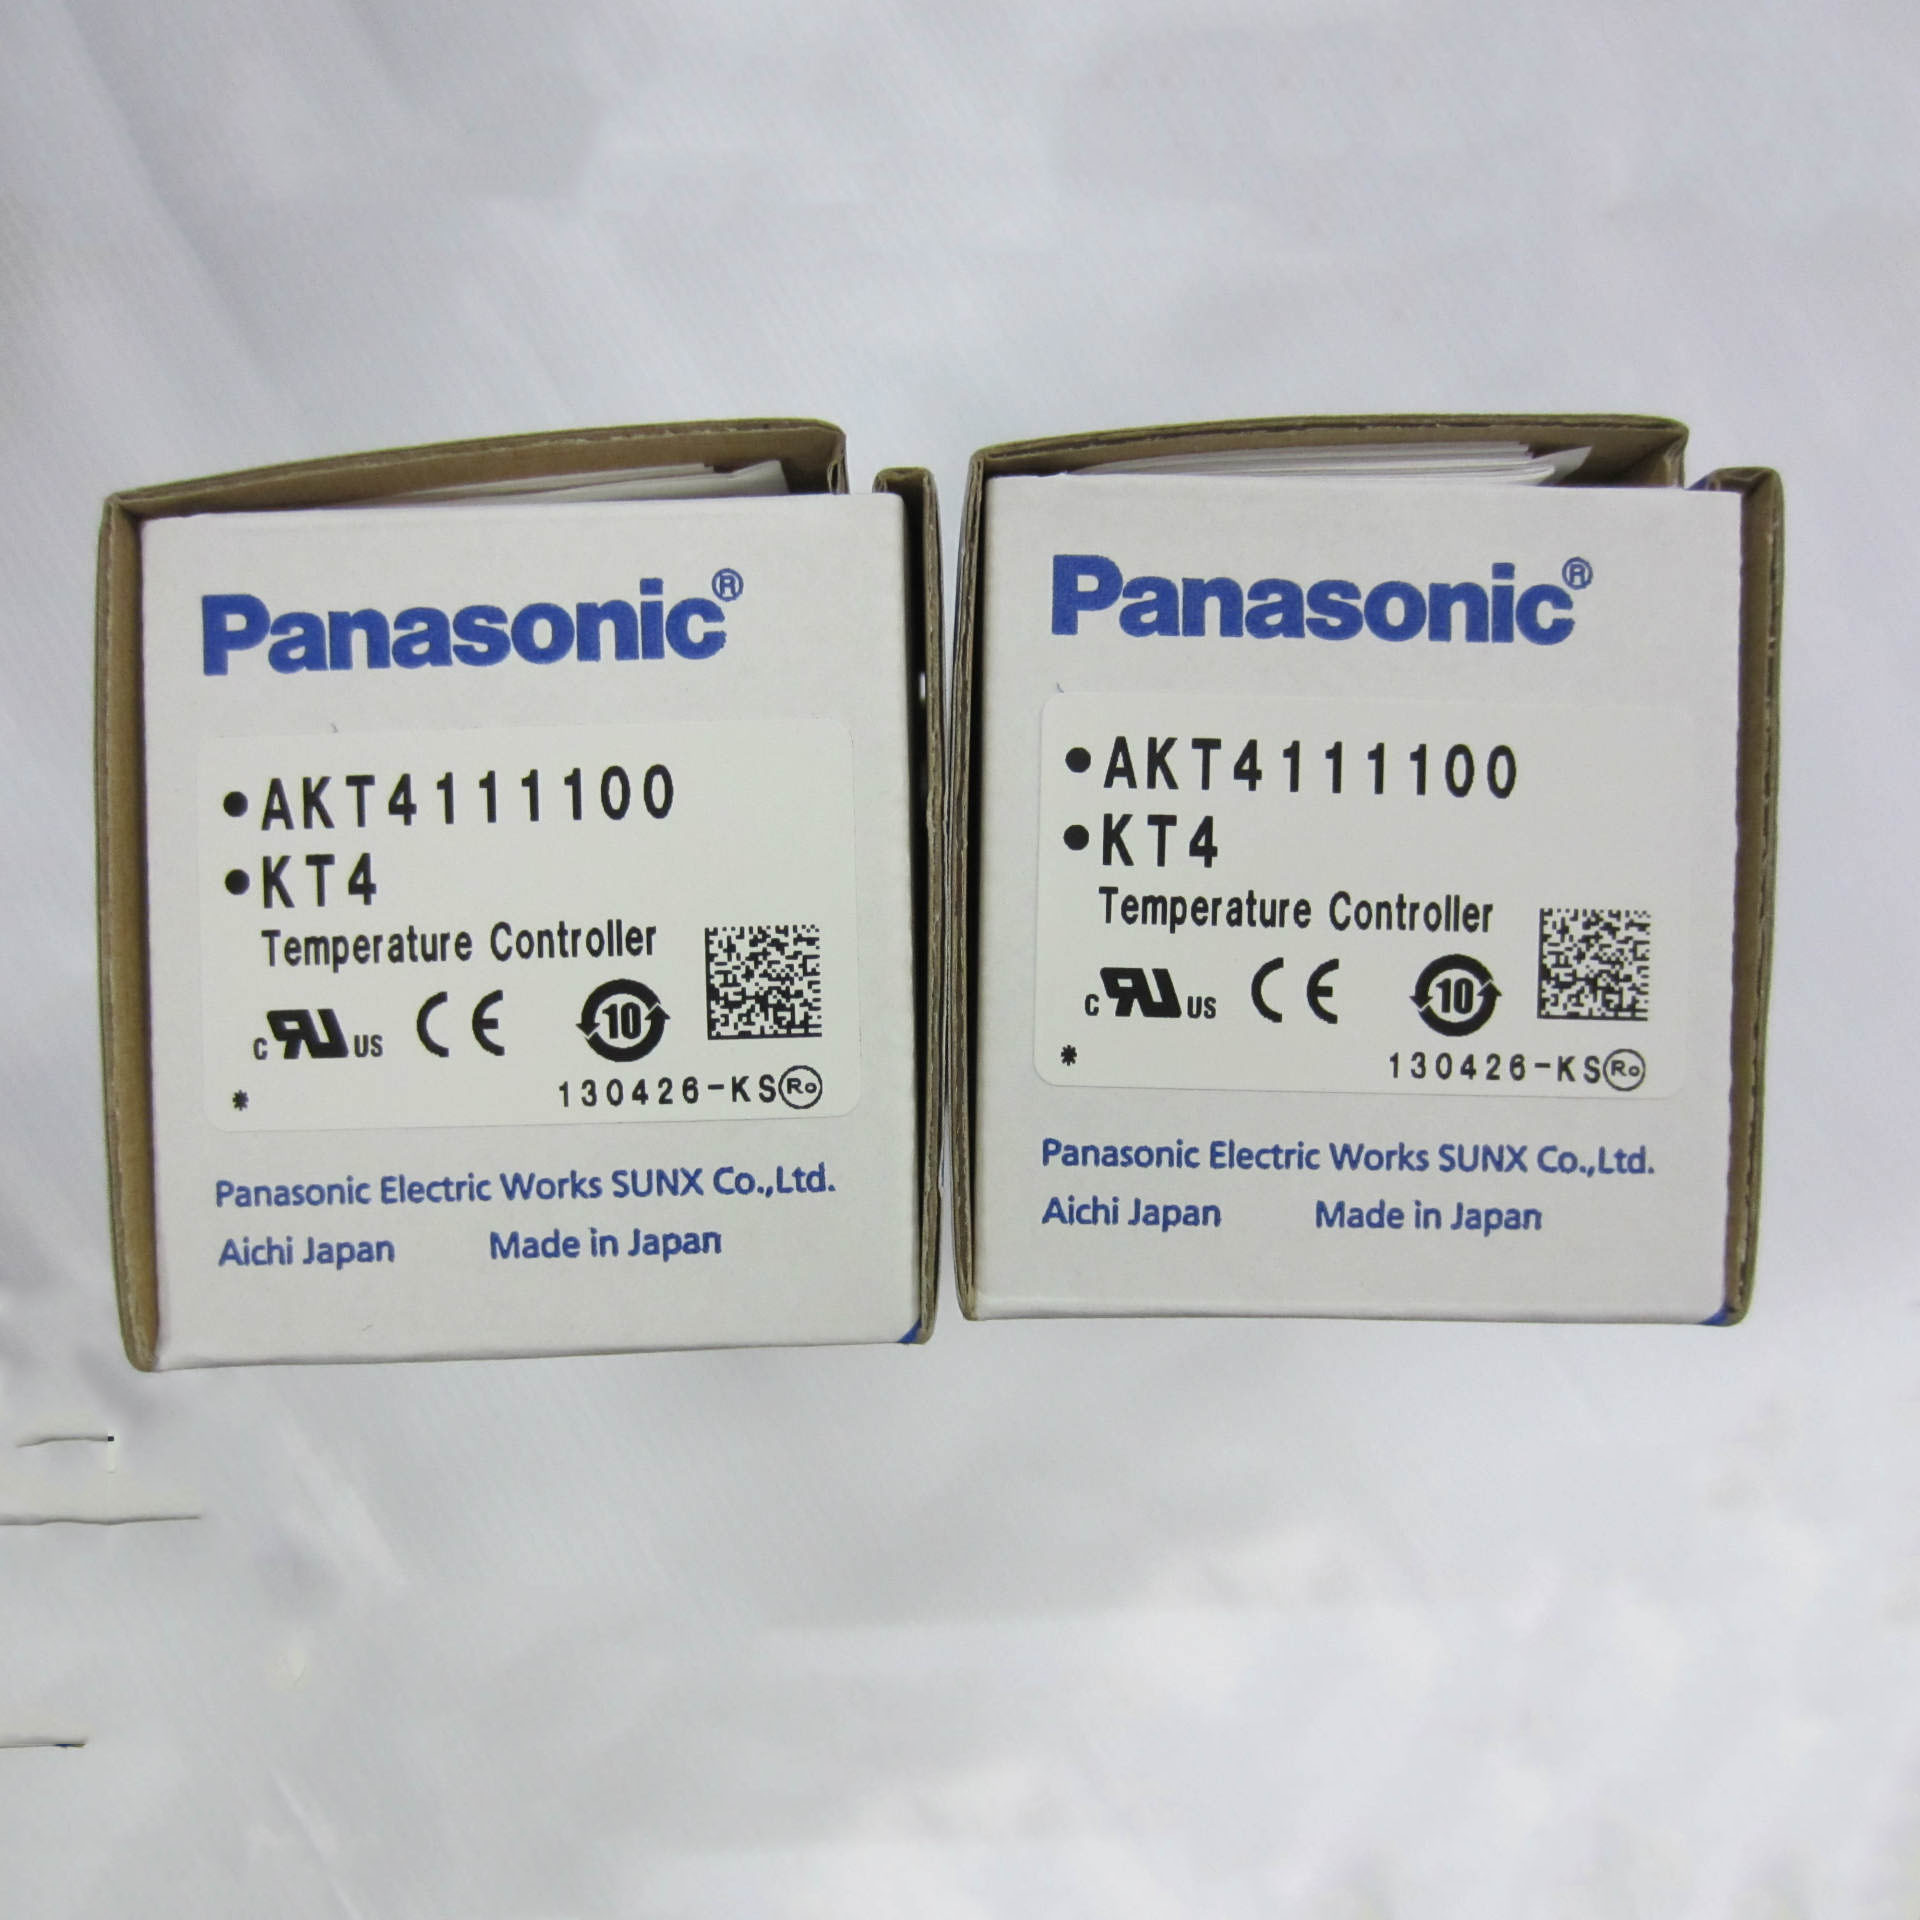 Panasonic®
•AKT4111100
•KT4
Temperature Controller
c RU US CE 10
* 130426-KS Ro
Panasonic Electric Works SUNX Co.,Ltd.
Aichi Japan Made in Japan
Panasonic®
•AKT4111100
•KT4
Temperature Controller
c RU US CE 10
* 130426-KS Ro
Panasonic Electric Works SUNX Co.,Ltd.
Aichi Japan Made in Japan